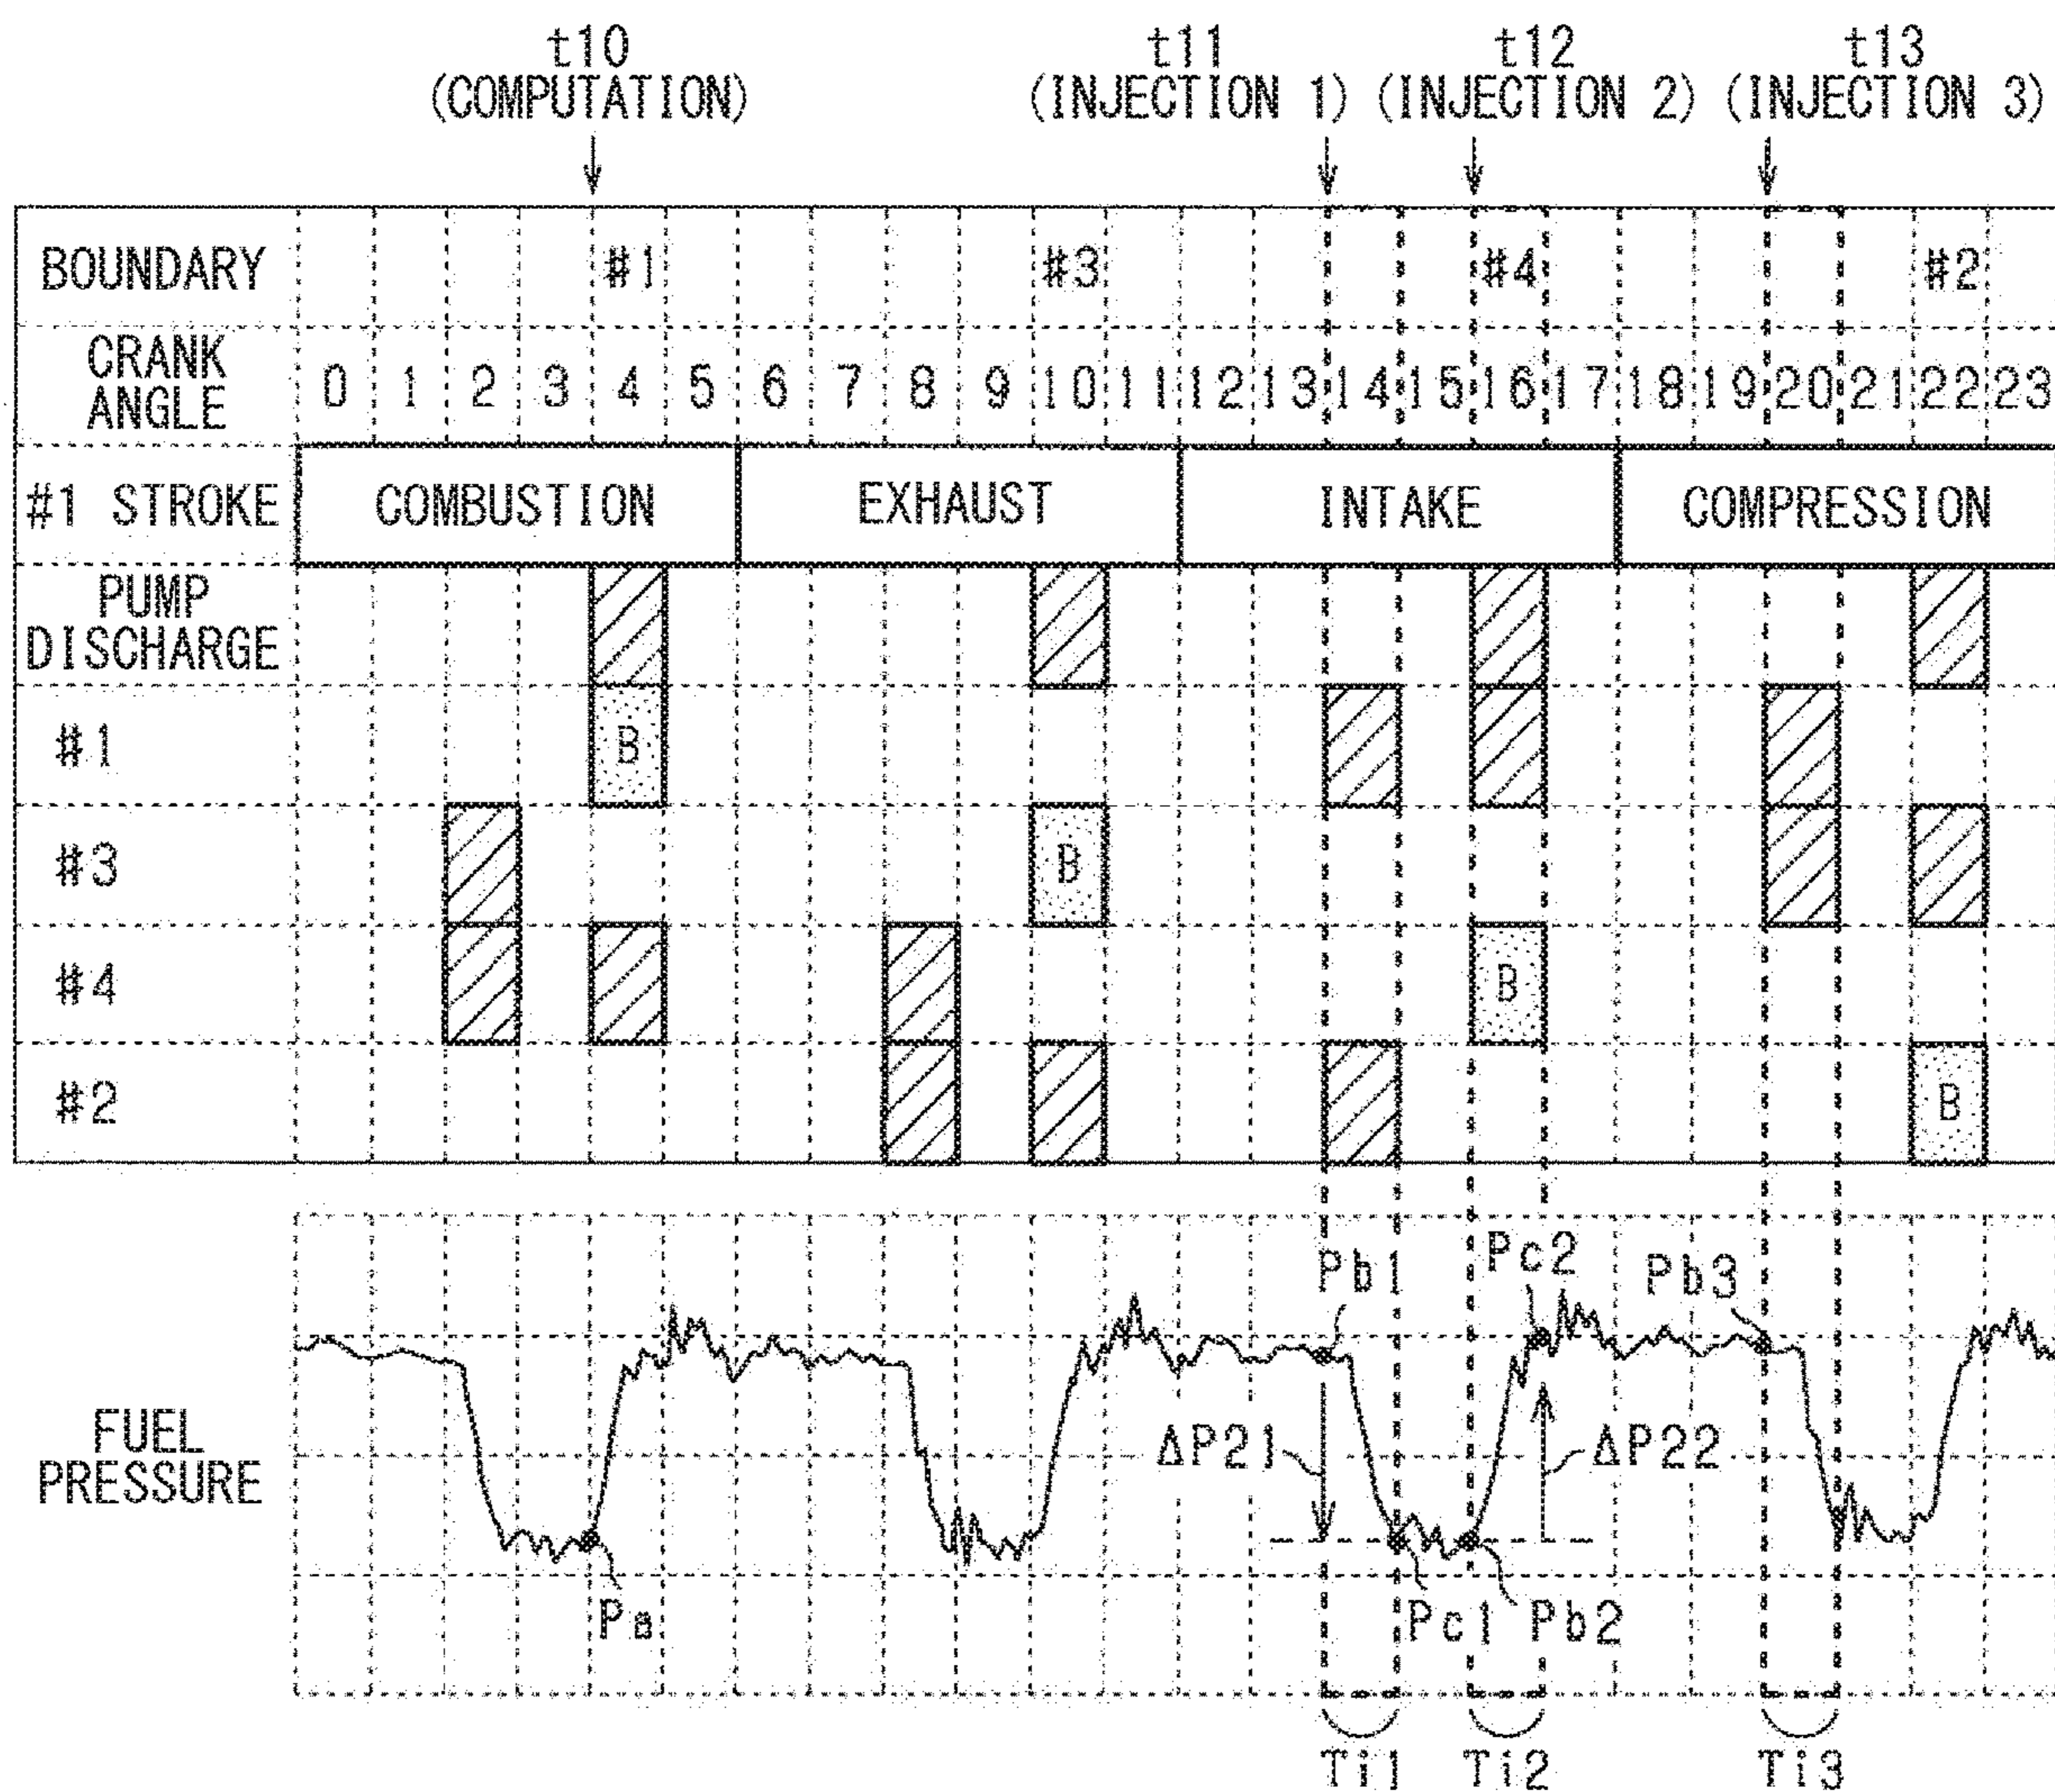 t10 t11 t12 t13
(COMPUTATION) (INJECTION 1) (INJECTION 2) (INJECTION 3)
BOUNDARY #1 #3 #4 #2
CRANK
ANGLE
0 1 2 3 4 5 6 7 8 9 10 11 12 13 14 15 16 17 18 19 20 21 22 23
#1 STROKE COMBUSTION EXHAUST INTAKE COMPRESSION
PUMP
DISCHARGE
#1 B
#3 B
#4 B
#2 B
Pb1 Pc2 Pb3
FUEL
PRESSURE
ΔP21 ΔP22
Pa Pc1 Pb2
Ti1 Ti2 Ti3